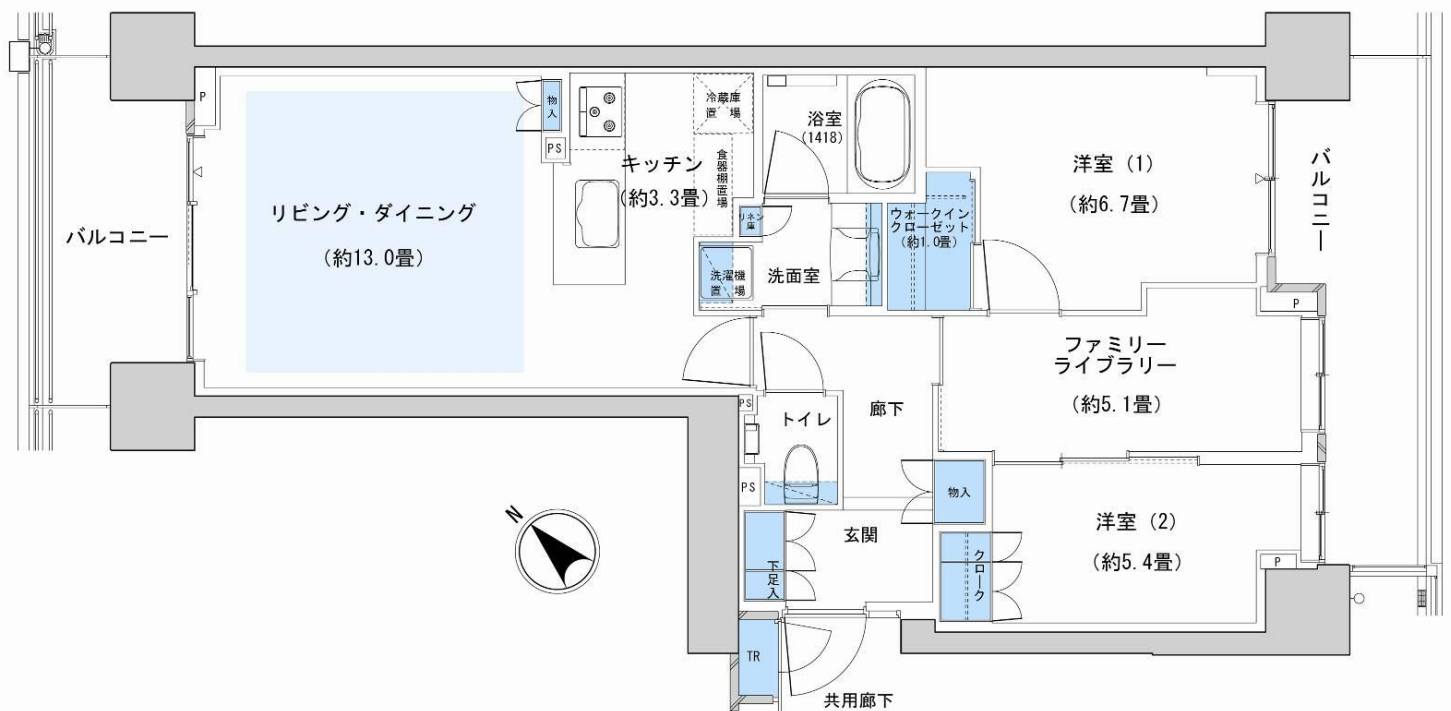 バルコニー
P
リビング・ダイニング
(約13.0畳)
物
入
PS
キッチン
(約3.3畳)
冷蔵庫
置場
食器棚置場
浴室
(1418)
リネン
庫
洗濯機
置場
洗面室
ウォークイン
クローゼット
(約1.0畳)
洋室 (1)
(約6.7畳)
バルコニー
P
ファミリー
ライブラリー
(約5.1畳)
PS
トイレ
廊下
PS
物入
玄関
下足入
クローク
洋室 (2)
(約5.4畳)
P
N
TR
共用廊下